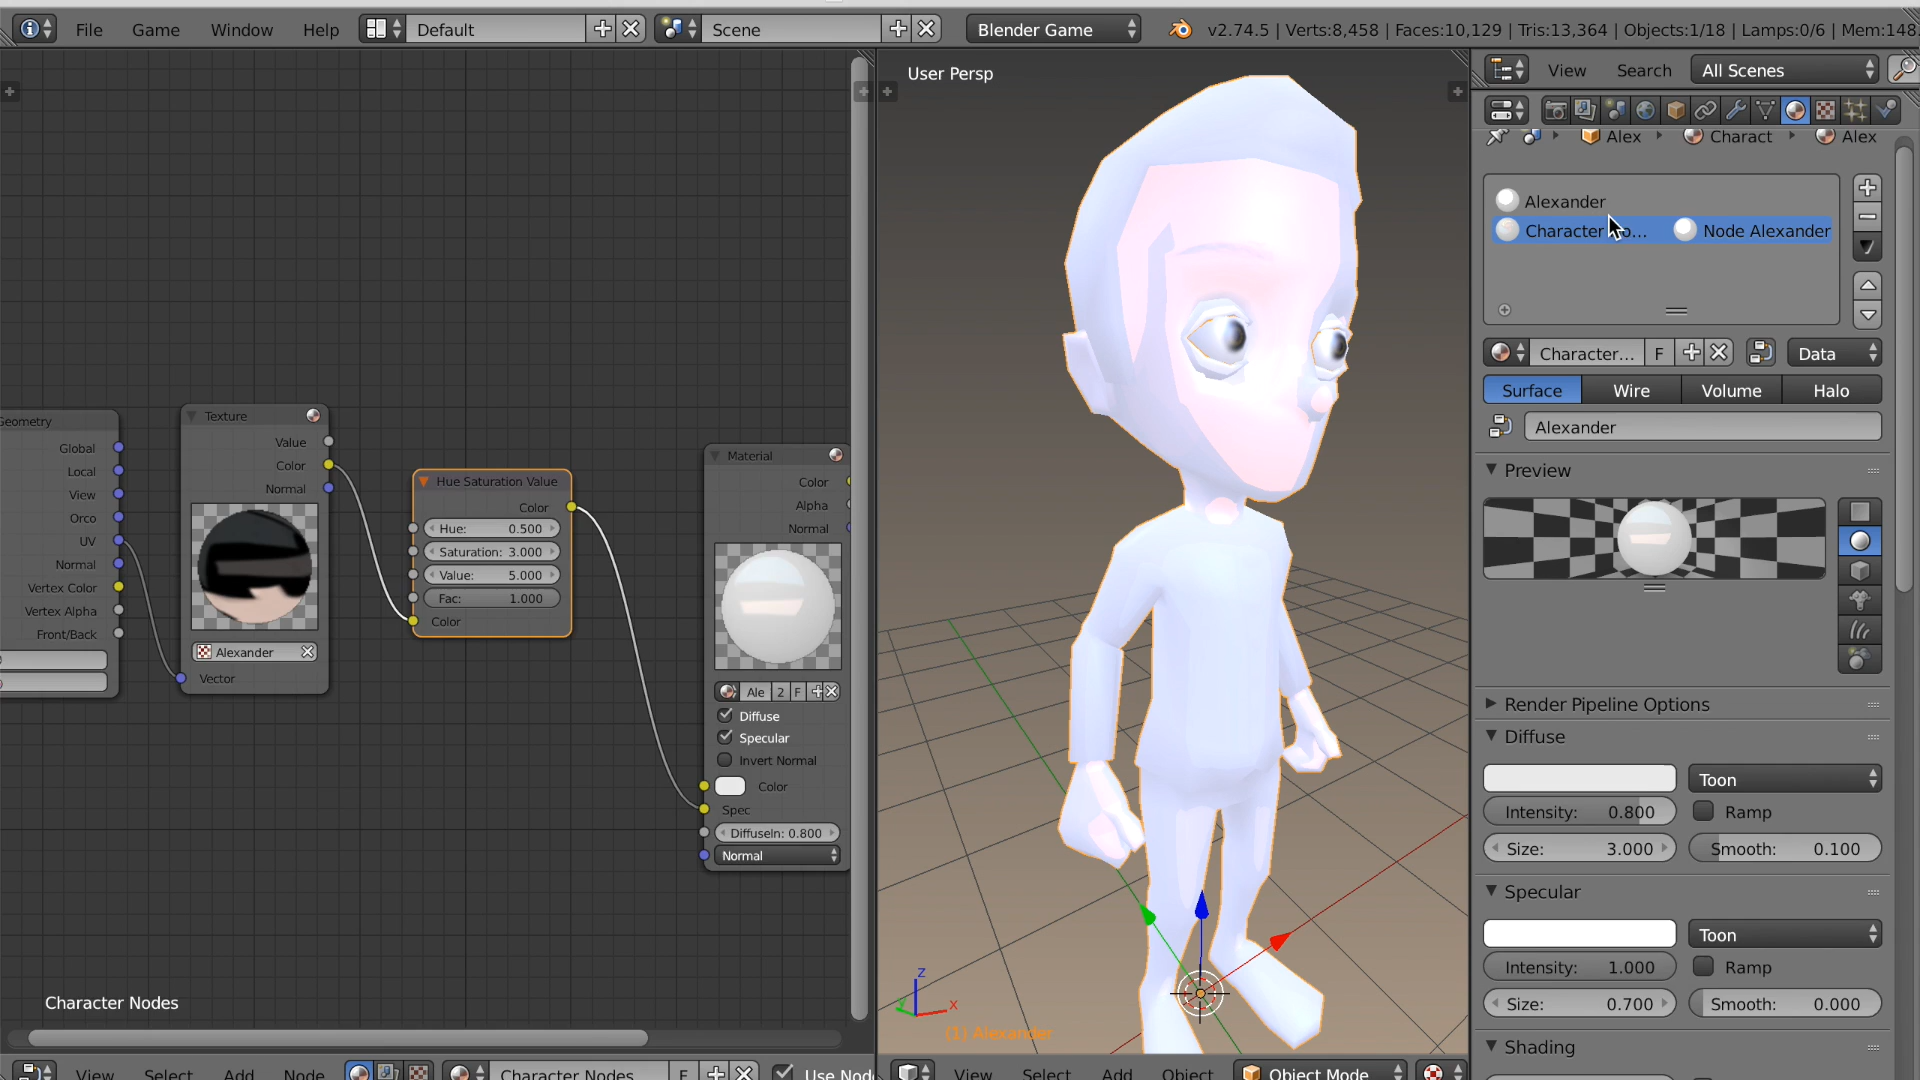 File Game Window Help Default Scene Blender Game v2.74.5 | Verts:8,458 | Faces:10,129 | Tris:13,364 | Objects:1/18 | Lamps:0/6 | Mem:148
User Persp
View Search All Scenes
Alex Charact Alex
Alexander
Character No... Node Alexander
Character... F Data
Surface Wire Volume Halo
Alexander
Preview
Render Pipeline Options
Diffuse
Toon
Intensity: 0.800 Ramp
Size: 3.000 Smooth: 0.100
Specular
Toon
Intensity: 1.000 Ramp
Size: 0.700 Smooth: 0.000
Shading
Geometry
Global
Local
View
Orco
UV
Normal
Vertex Color
Vertex Alpha
Front/Back
Texture
Value
Color
Normal
Alexander
Vector
Hue Saturation Value
Color
Hue: 0.500
Saturation: 3.000
Value: 5.000
Fac: 1.000
Color
Material
Color
Alpha
Normal
Ale 2 F
Diffuse
Specular
Invert Normal
Color
Spec
DiffuseIn: 0.800
Normal
Character Nodes
Z
Y
X
(1) Alexander
View Select Add Node Character Nodes F Use Nod
View Select Add Object Object Mode